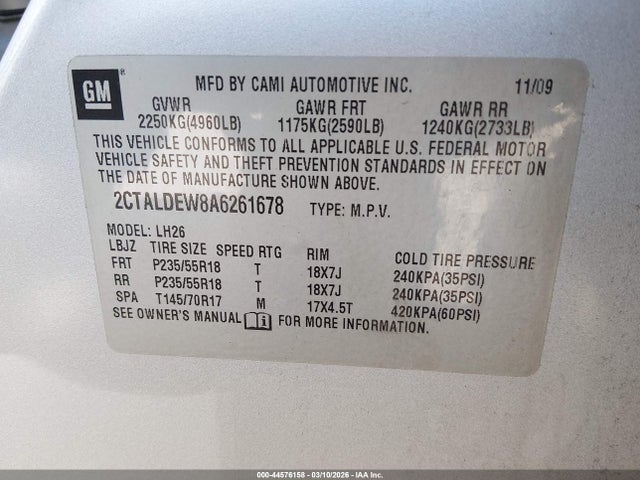 GM
MFD BY CAMI AUTOMOTIVE INC. 11/09
GVWR GAWR FRT GAWR RR
2250KG(4960LB) 1175KG(2590LB) 1240KG(2733LB)
THIS VEHICLE CONFORMS TO ALL APPLICABLE U.S. FEDERAL MOTOR
VEHICLE SAFETY AND THEFT PREVENTION STANDARDS IN EFFECT ON
THE DATE OF MANUFACTURE SHOWN ABOVE.
2CTALDEW8A6261678 TYPE: M.P.V.
MODEL: LH26
LBJZ TIRE SIZE SPEED RTG RIM COLD TIRE PRESSURE
FRT P235/55R18 T 18X7J 240KPA(35PSI)
RR P235/55R18 T 18X7J 240KPA(35PSI)
SPA T145/70R17 M 17X4.5T 420KPA(60PSI)
SEE OWNER'S MANUAL FOR MORE INFORMATION.
000-44576158 - 03/10/2026 - IAA Inc.